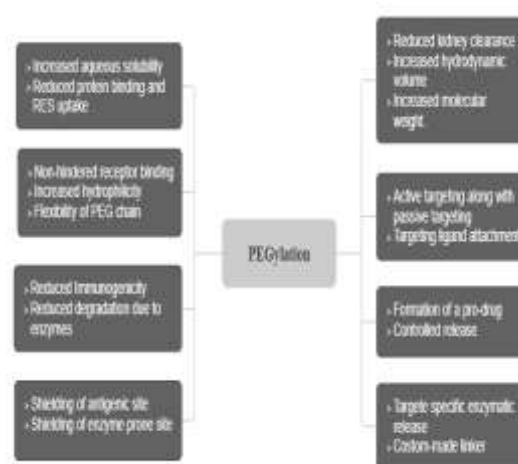 › Increased aqueous solubility
› Reduced protein binding and
RES uptake
› Non-hindered receptor binding
› Increased hydrophilicity
› Flexibility of PEG chain
› Reduced Immunogenicity
› Reduced degradation due to
enzymes
› Shielding of antigenic site
› Shielding of enzyme prone site
PEGylation
› Reduced kidney clearance
› Increased hydrodynamic
volume
› Increased molecular
weight.
› Active targeting along with
passive targeting
› Targeting ligand attachment
› Formation of a pro-drug
› Controlled release
› Targete specific enzymatic
release
› Costom-made linker